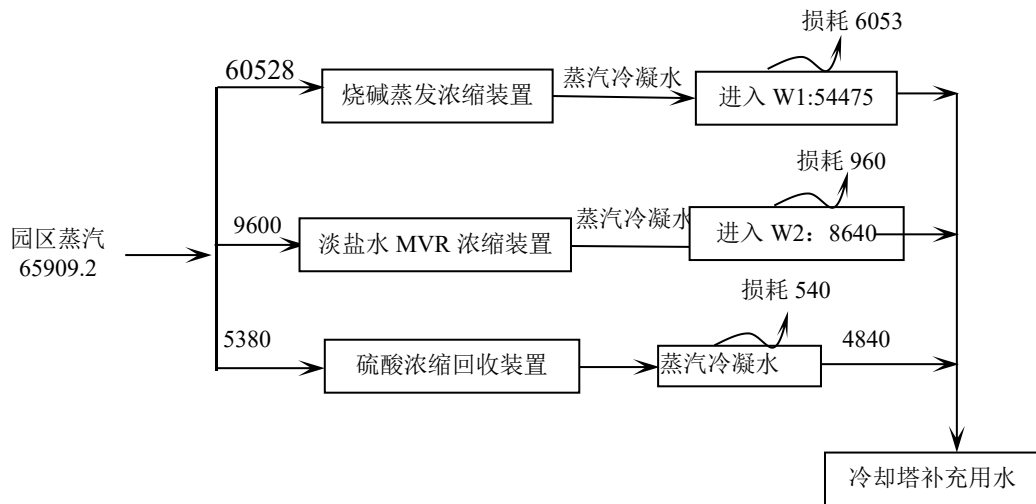 损耗 6053
60528
烧碱蒸发浓缩装置
蒸汽冷凝水
进入 W1:54475
损耗 960
9600
淡盐水 MVR 浓缩装置
蒸汽冷凝水
进入 W2：8640
园区蒸汽
65909.2
损耗 540
5380
硫酸浓缩回收装置
蒸汽冷凝水
4840
冷却塔补充用水